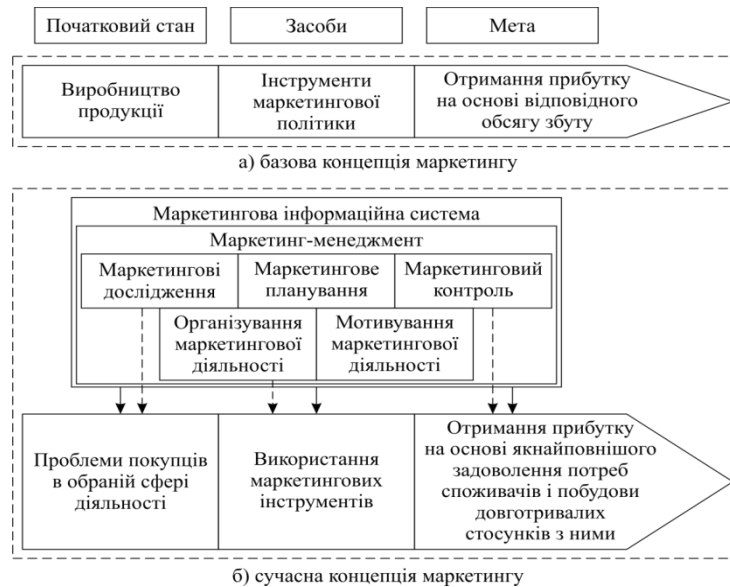 Початковий стан
Засоби
Мета
Виробництво
продукції
Інструменти
маркетингової
політики
Отримання прибутку
на основі відповідного
обсягу збуту
а) базова концепція маркетингу
Маркетингова інформаційна система
Маркетинг-менеджмент
Маркетингові
дослідження
Маркетингове
планування
Маркетинговий
контроль
Організування
маркетингової
діяльності
Мотивування
маркетингової
діяльності
Проблеми покупців
в обраній сфері
діяльності
Використання
маркетингових
інструментів
Отримання прибутку
на основі якнайповнішого
задоволення потреб
споживачів і побудови
довготривалих
стосунків з ними
б) сучасна концепція маркетингу